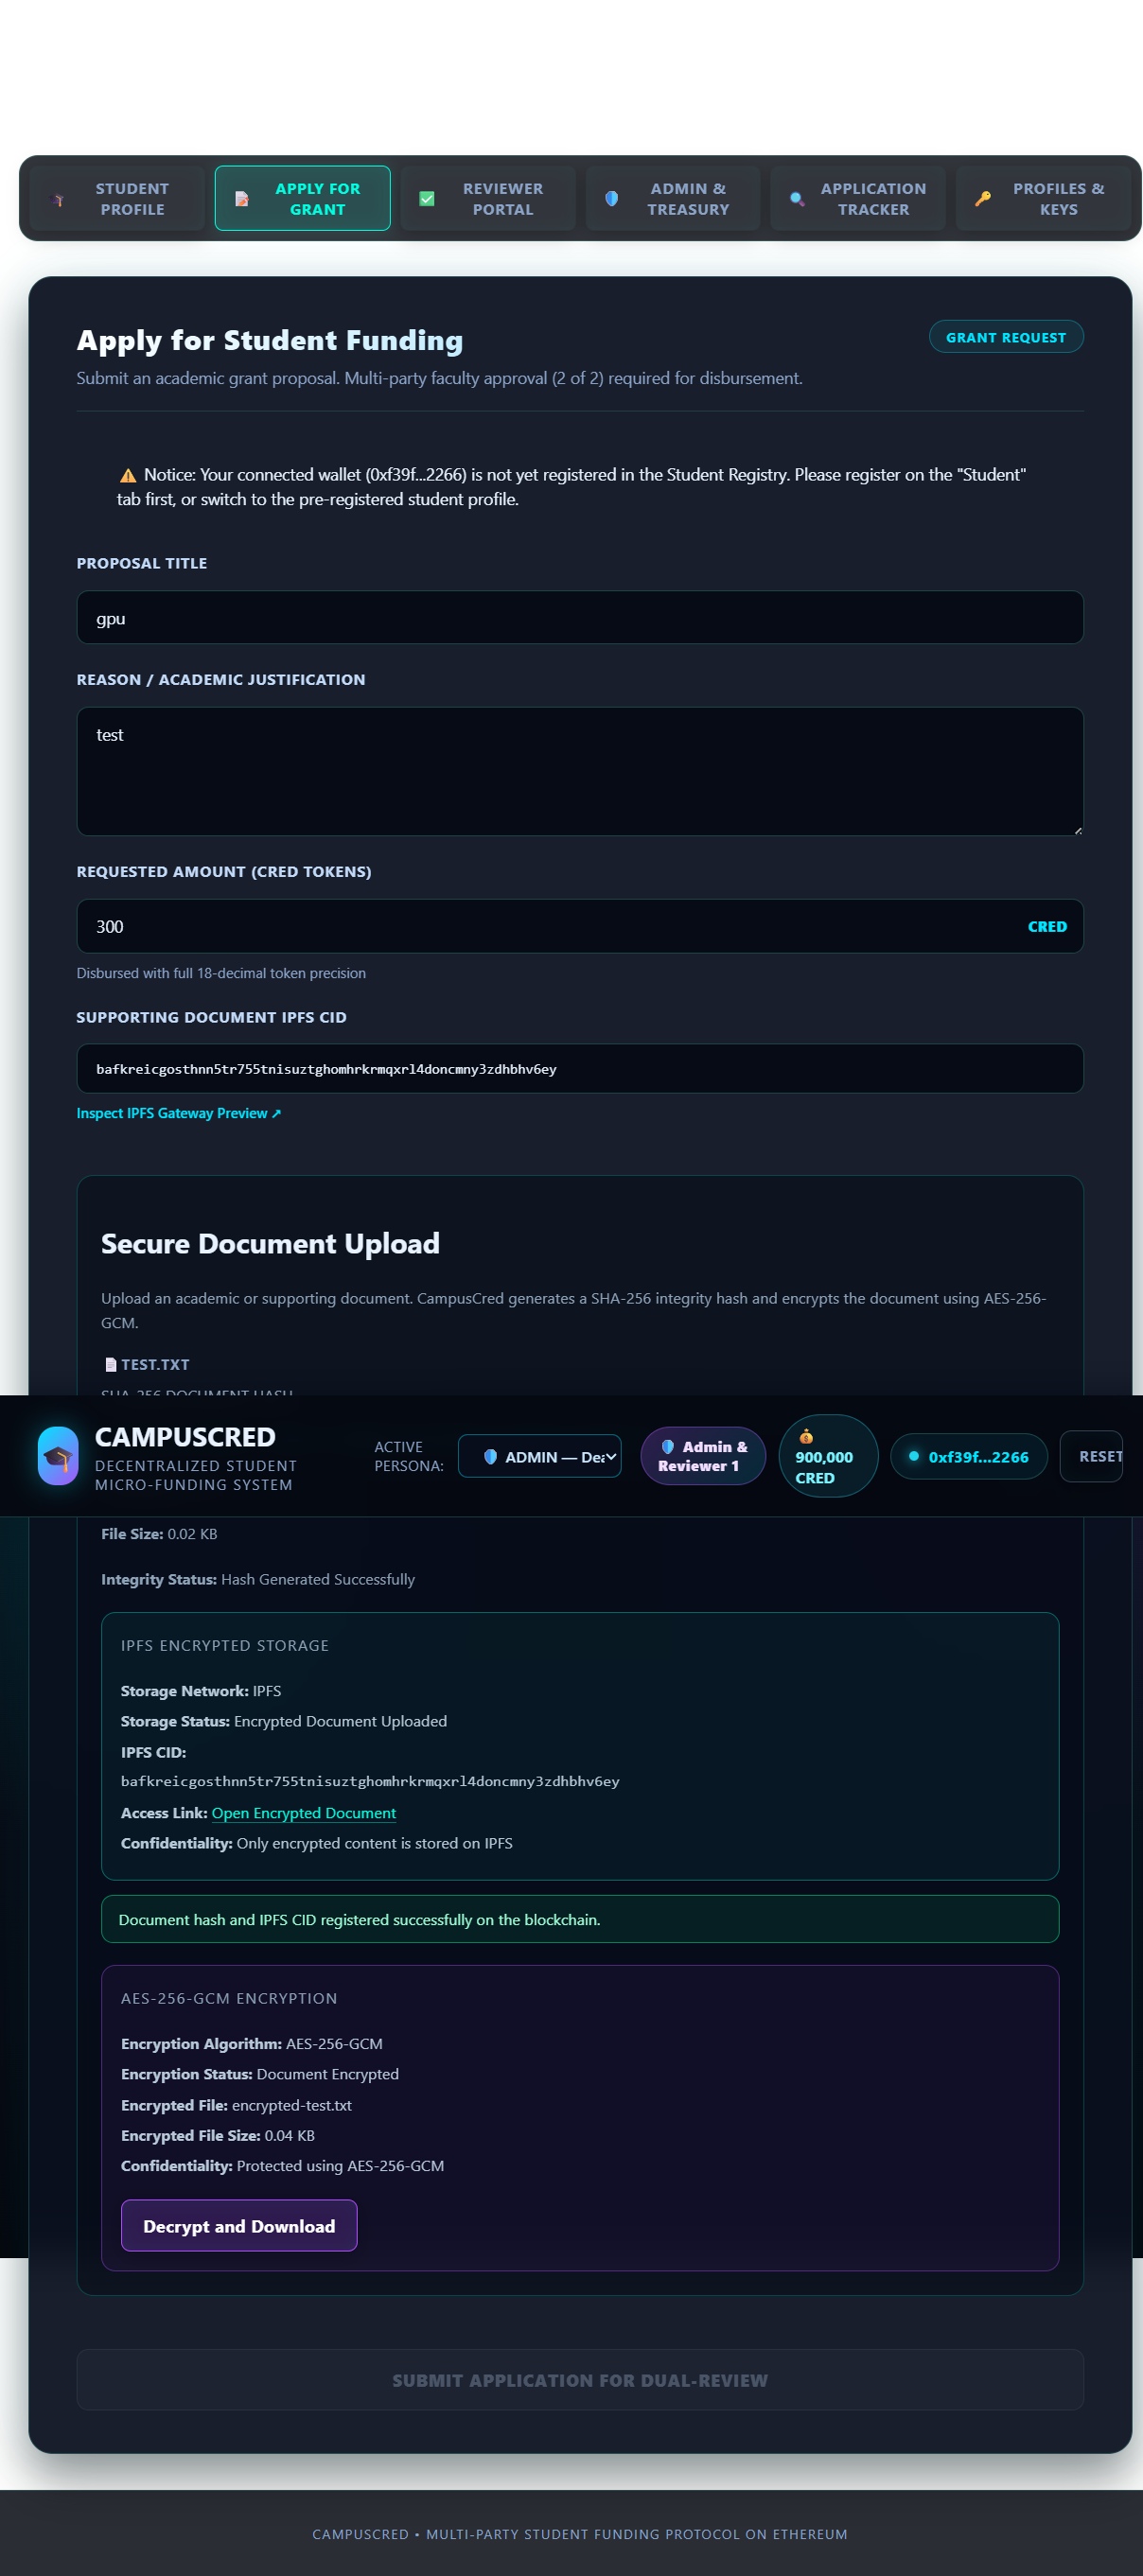 STUDENT
PROFILE
APPLY FOR
GRANT
REVIEWER
PORTAL
ADMIN &
TREASURY
APPLICATION
TRACKER
PROFILES &
KEYS
Apply for Student Funding
GRANT REQUEST
Submit an academic grant proposal. Multi-party faculty approval (2 of 2) required for disbursement.
⚠️ Notice: Your connected wallet (0xf39f...2266) is not yet registered in the Student Registry. Please register on the "Student"
tab first, or switch to the pre-registered student profile.
PROPOSAL TITLE
gpu
REASON / ACADEMIC JUSTIFICATION
test
REQUESTED AMOUNT (CRED TOKENS)
300
CRED
Disbursed with full 18-decimal token precision
SUPPORTING DOCUMENT IPFS CID
bafkreicgosthnn5tr755tnisuztghomhrkrmqxrl4doncmny3zdhbhv6ey
Inspect IPFS Gateway Preview ↗
Secure Document Upload
Upload an academic or supporting document. CampusCred generates a SHA-256 integrity hash and encrypts the document using AES-256-
GCM.
TEST.TXT
SHA-256 DOCUMENT HASH
CAMPUSCRED
DECENTRALIZED STUDENT
MICRO-FUNDING SYSTEM
ACTIVE
PERSONA:
ADMIN — Dea
Admin &
Reviewer 1
900,000
CRED
0xf39f...2266
RESET
File Size: 0.02 KB
Integrity Status: Hash Generated Successfully
IPFS ENCRYPTED STORAGE
Storage Network: IPFS
Storage Status: Encrypted Document Uploaded
IPFS CID:
bafkreicgosthnn5tr755tnisuztghomhrkrmqxrl4doncmny3zdhbhv6ey
Access Link: Open Encrypted Document
Confidentiality: Only encrypted content is stored on IPFS
Document hash and IPFS CID registered successfully on the blockchain.
AES-256-GCM ENCRYPTION
Encryption Algorithm: AES-256-GCM
Encryption Status: Document Encrypted
Encrypted File: encrypted-test.txt
Encrypted File Size: 0.04 KB
Confidentiality: Protected using AES-256-GCM
Decrypt and Download
SUBMIT APPLICATION FOR DUAL-REVIEW
CAMPUSCRED • MULTI-PARTY STUDENT FUNDING PROTOCOL ON ETHEREUM